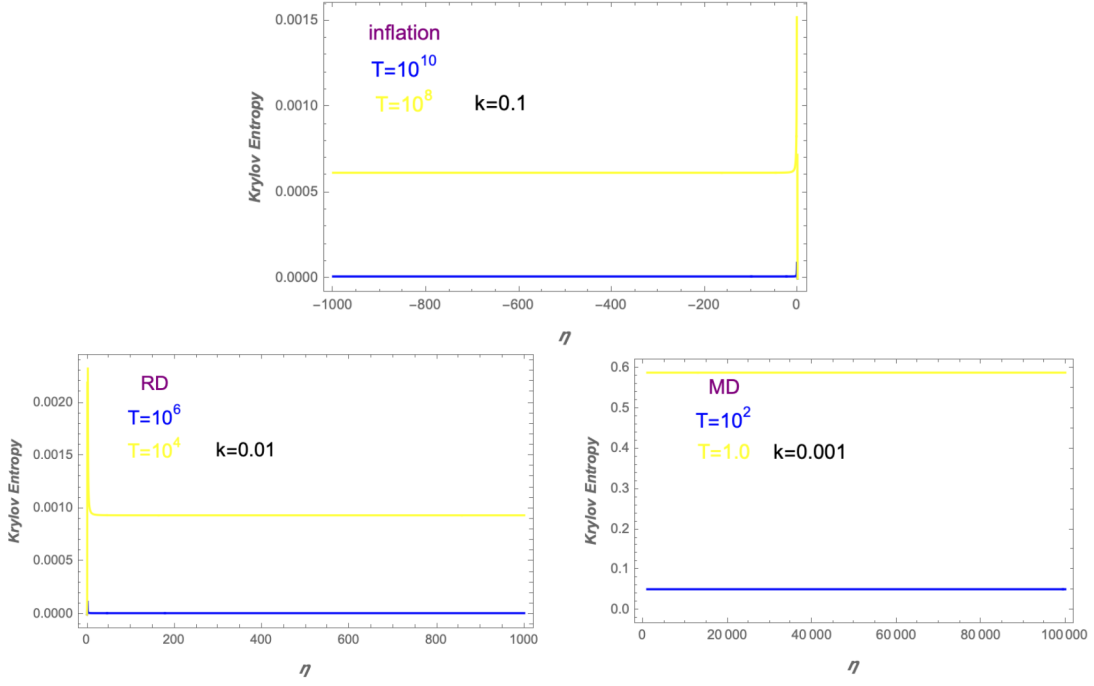 0.0015
0.0010
0.0005
0.0000
Krylov Entropy
inflation
T=10^10
T=10^8 k=0.1
−1000 −800 −600 −400 −200 0
η
0.0020
0.0015
0.0010
0.0005
0.0000
Krylov Entropy
RD
T=10^6
T=10^4 k=0.01
0 200 400 600 800 1000
η
0.6
0.5
0.4
0.3
0.2
0.1
0.0
Krylov Entropy
MD
T=10^2
T=1.0 k=0.001
0 20 000 40 000 60 000 80 000 100 000
η